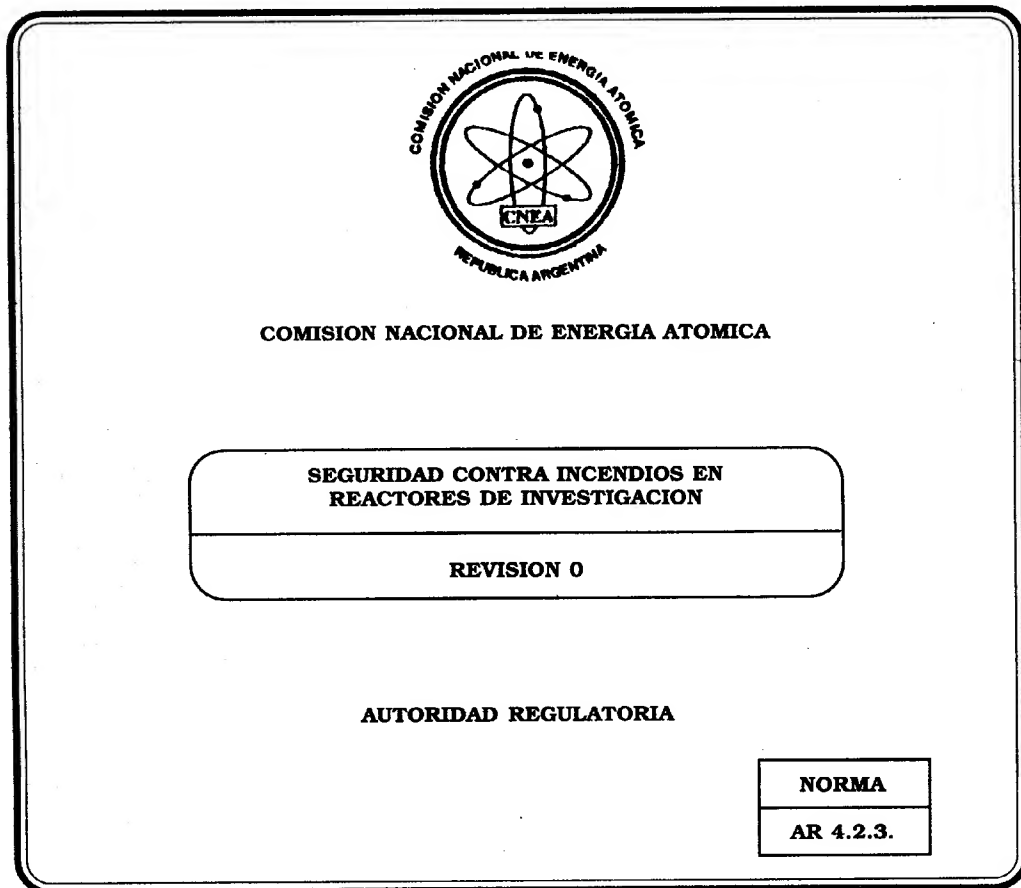 COMISION NACIONAL DE ENERGIA ATOMICA
CNEA
REPUBLICA ARGENTINA
COMISION NACIONAL DE ENERGIA ATOMICA
SEGURIDAD CONTRA INCENDIOS EN
REACTORES DE INVESTIGACION
REVISION 0
AUTORIDAD REGULATORIA
NORMA
AR 4.2.3.